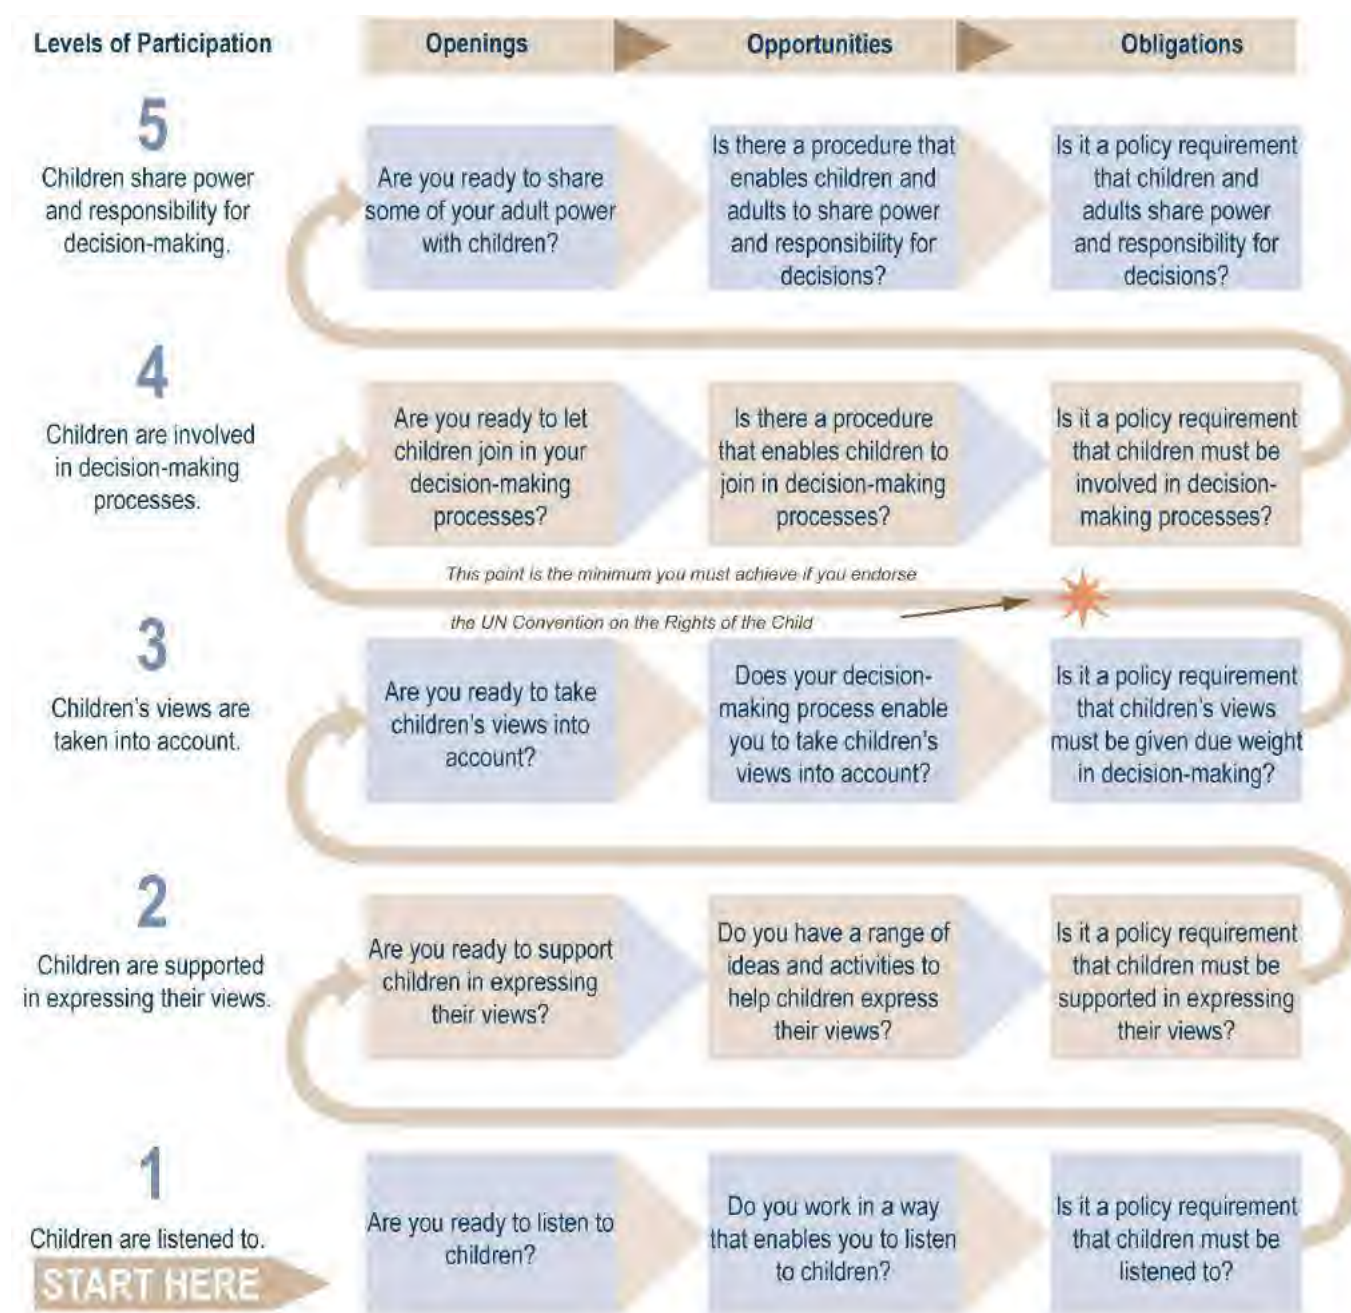 Levels of Participation
Openings
Opportunities
Obligations
5
Children share power
and responsibility for
decision-making.
Are you ready to share
some of your adult power
with children?
Is there a procedure that
enables children and
adults to share power
and responsibility for
decisions?
Is it a policy requirement
that children and
adults share power
and responsibility for
decisions?
4
Children are involved
in decision-making
processes.
Are you ready to let
children join in your
decision-making
processes?
Is there a procedure
that enables children to
join in decision-making
processes?
Is it a policy requirement
that children must be
involved in decision-
making processes?
This point is the minimum you must achieve if you endorse
the UN Convention on the Rights of the Child
3
Children's views are
taken into account.
Are you ready to take
children's views into
account?
Does your decision-
making process enable
you to take children's
views into account?
Is it a policy requirement
that children's views
must be given due weight
in decision-making?
2
Children are supported
in expressing their views.
Are you ready to support
children in expressing
their views?
Do you have a range of
ideas and activities to
help children express
their views?
Is it a policy requirement
that children must be
supported in expressing
their views?
1
Children are listened to.
START HERE
Are you ready to listen to
children?
Do you work in a way
that enables you to listen
to children?
Is it a policy requirement
that children must be
listened to?